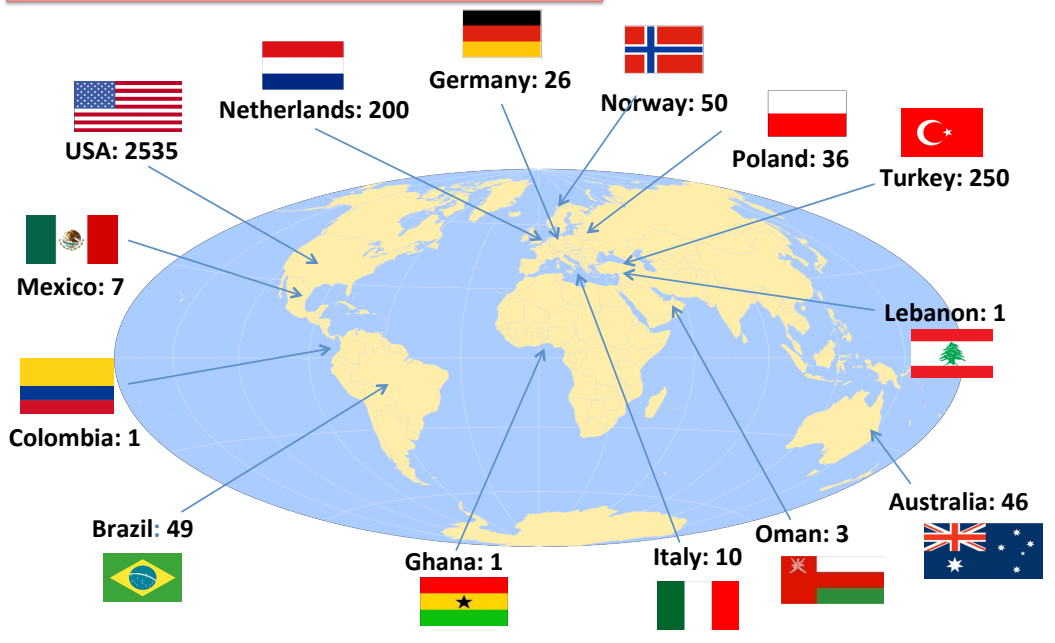 Germany: 26
Netherlands: 200
Norway: 50
USA: 2535
Poland: 36
Turkey: 250
Mexico: 7
Lebanon: 1
Colombia: 1
Australia: 46
Brazil: 49
Ghana: 1
Italy: 10
Oman: 3